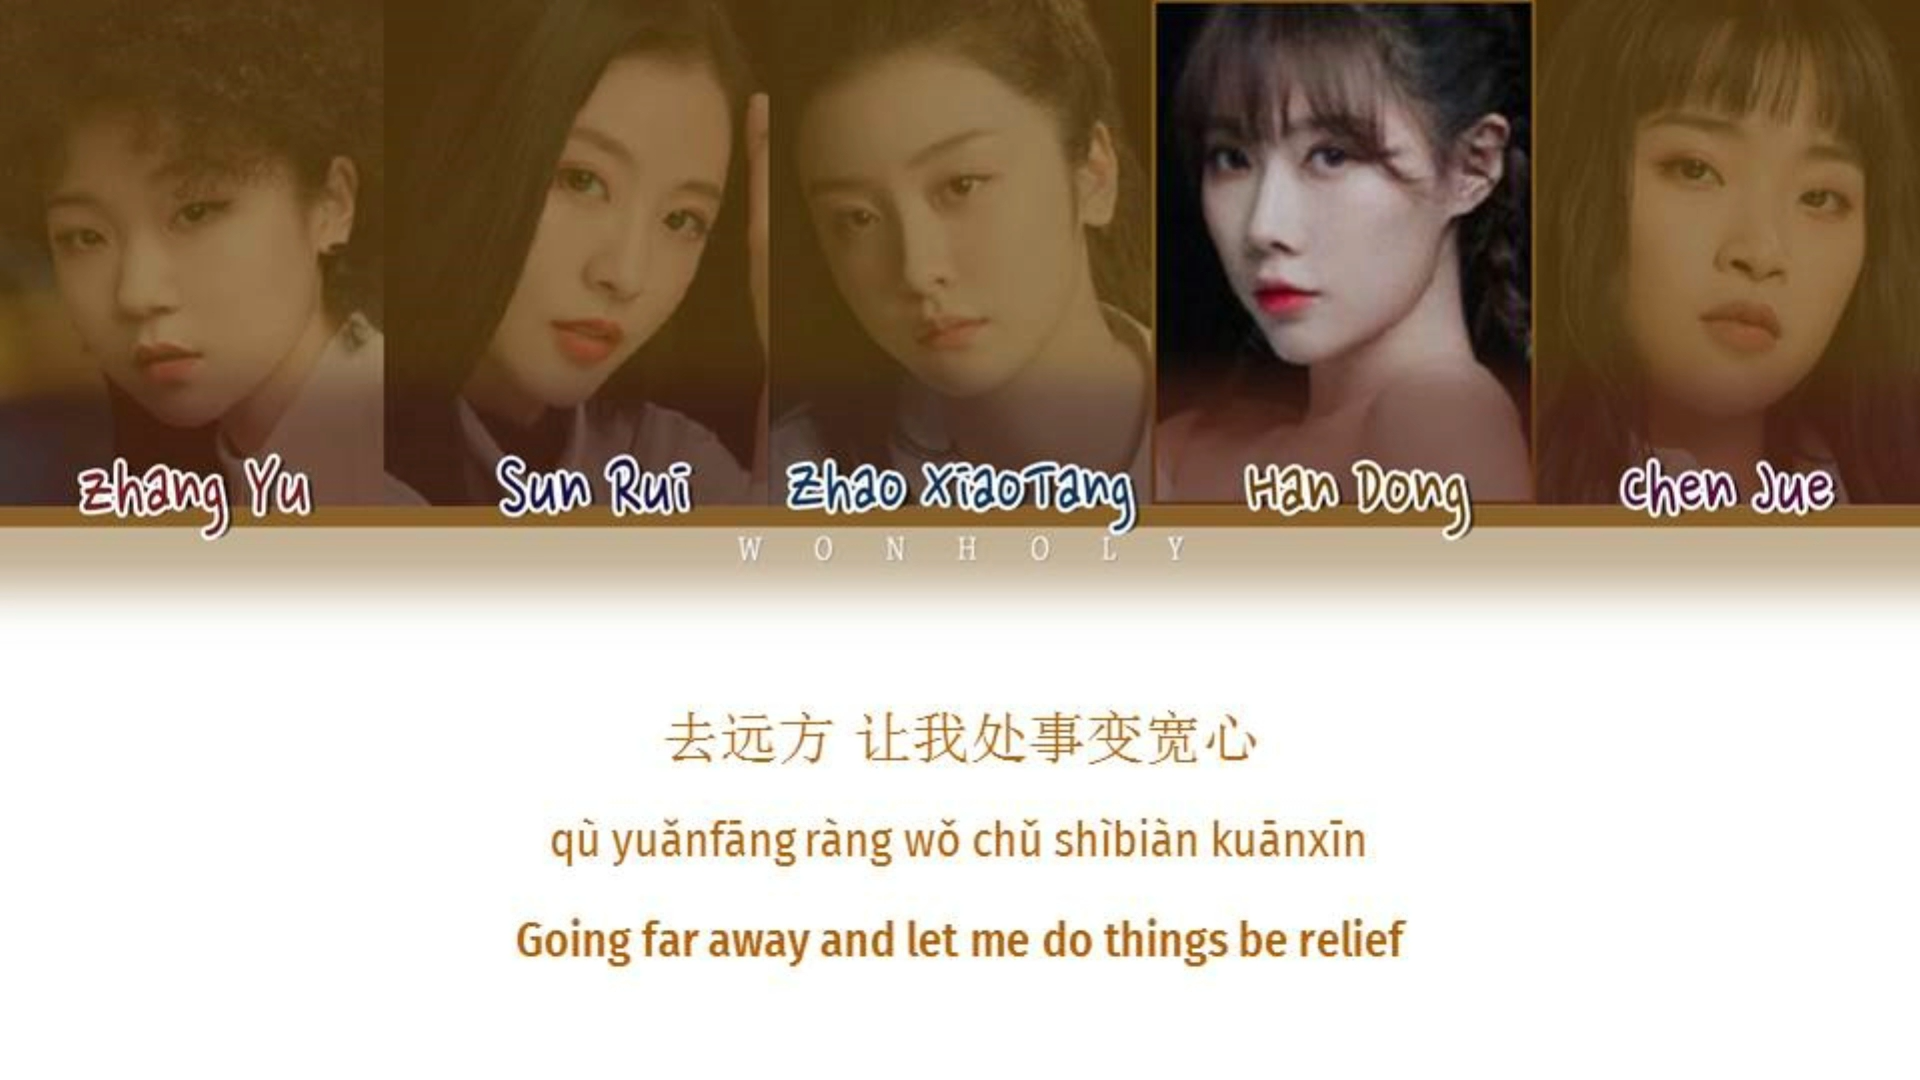 Zhang Yu
Sun Rui
Zhao XiaoTang
Han Dong
Chen Jue
WONHOLY
去远方 让我处事变宽心
qù yuǎnfāng ràng wǒ chǔ shìbiàn kuānxīn
Going far away and let me do things be relief